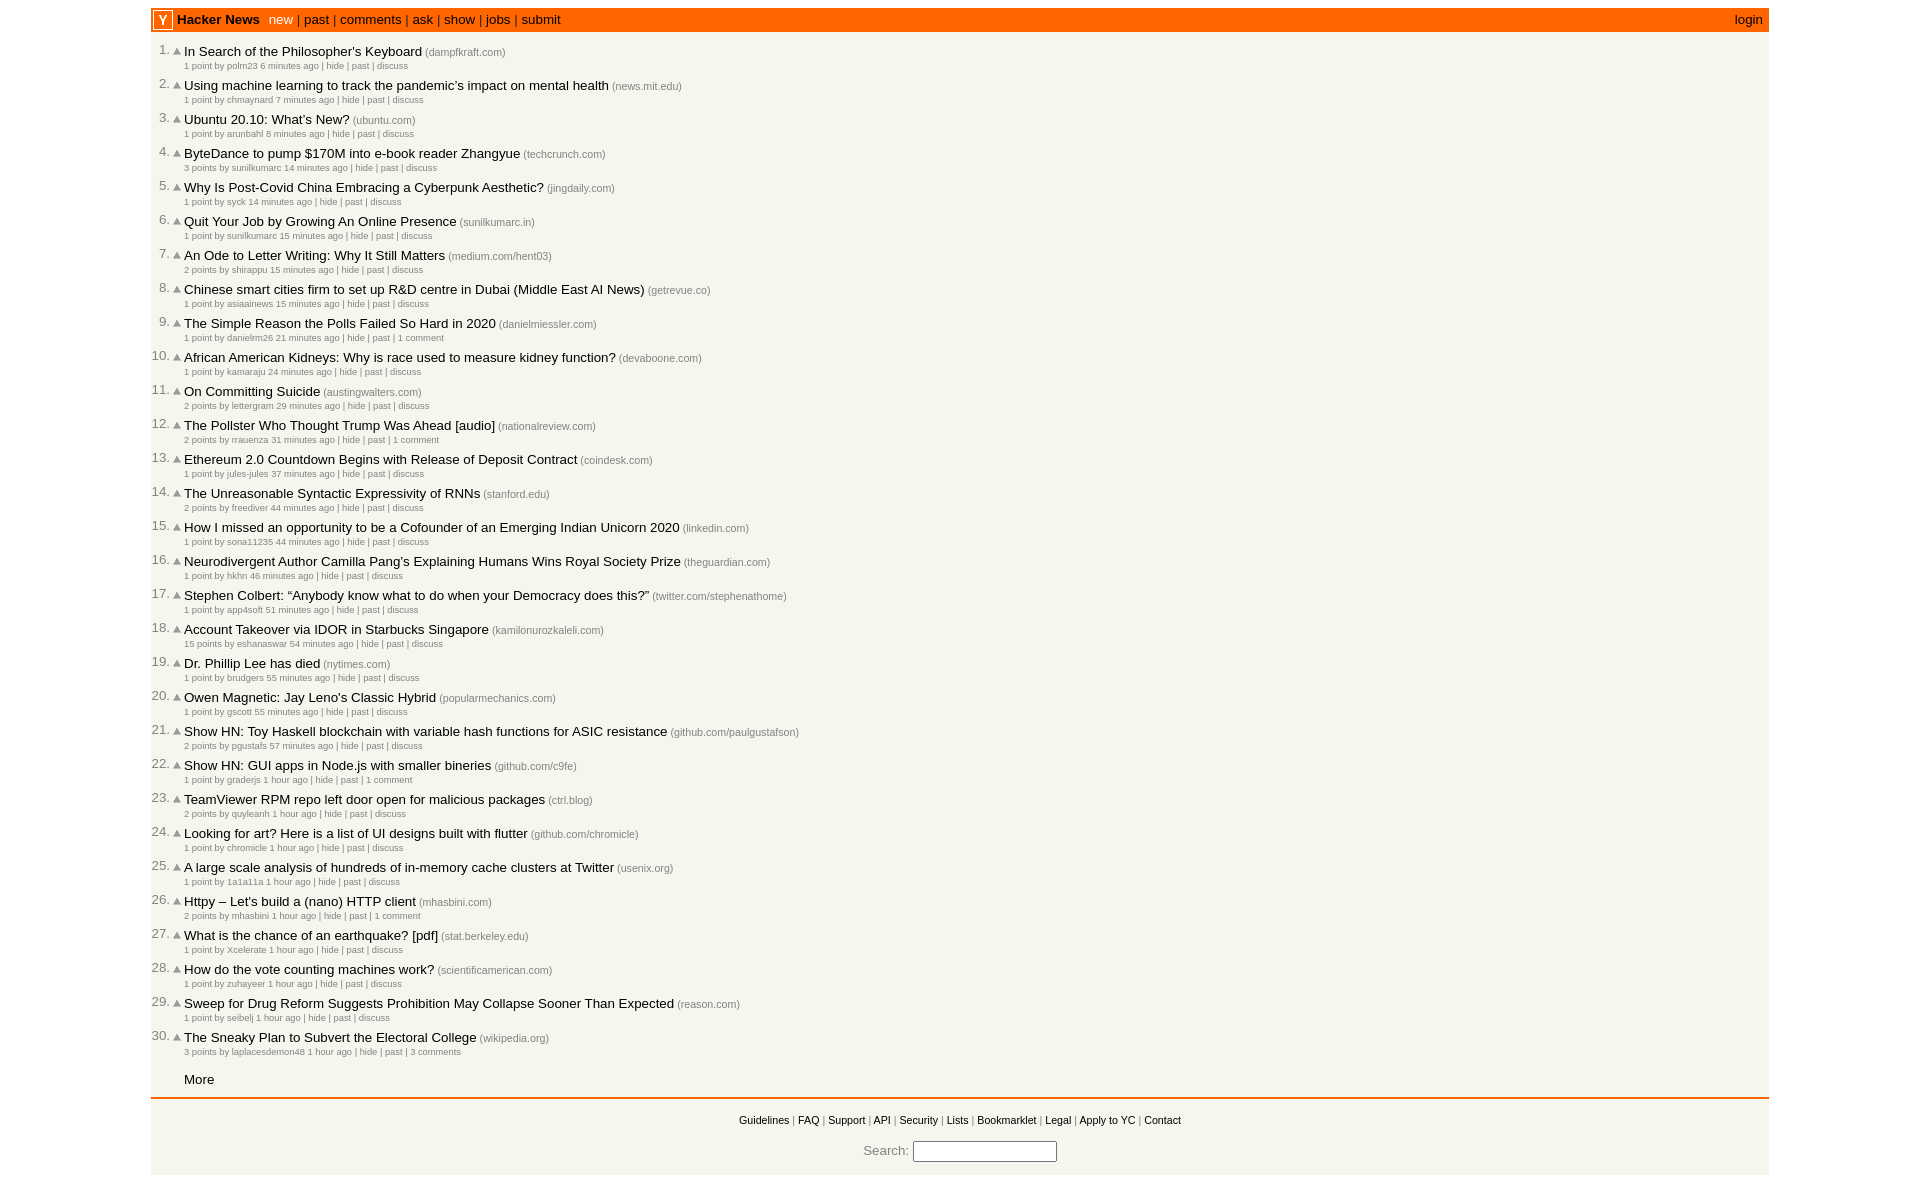 Y Hacker News new | past | comments | ask | show | jobs | submit login
1. In Search of the Philosopher's Keyboard (dampfkraft.com)
1 point by polm23 6 minutes ago | hide | past | discuss
2. Using machine learning to track the pandemic’s impact on mental health (news.mit.edu)
1 point by chmaynard 7 minutes ago | hide | past | discuss
3. Ubuntu 20.10: What’s New? (ubuntu.com)
1 point by arunbahl 8 minutes ago | hide | past | discuss
4. ByteDance to pump $170M into e-book reader Zhangyue (techcrunch.com)
3 points by sunilkumarc 14 minutes ago | hide | past | discuss
5. Why Is Post-Covid China Embracing a Cyberpunk Aesthetic? (jingdaily.com)
1 point by syck 14 minutes ago | hide | past | discuss
6. Quit Your Job by Growing An Online Presence (sunilkumarc.in)
1 point by sunilkumarc 15 minutes ago | hide | past | discuss
7. An Ode to Letter Writing: Why It Still Matters (medium.com/hent03)
2 points by shirappu 15 minutes ago | hide | past | discuss
8. Chinese smart cities firm to set up R&D centre in Dubai (Middle East AI News) (getrevue.co)
1 point by asiaainews 15 minutes ago | hide | past | discuss
9. The Simple Reason the Polls Failed So Hard in 2020 (danielmiessler.com)
1 point by danielrm26 21 minutes ago | hide | past | 1 comment
10. African American Kidneys: Why is race used to measure kidney function? (devaboone.com)
1 point by kamaraju 24 minutes ago | hide | past | discuss
11. On Committing Suicide (austingwalters.com)
2 points by lettergram 29 minutes ago | hide | past | discuss
12. The Pollster Who Thought Trump Was Ahead [audio] (nationalreview.com)
2 points by rrauenza 31 minutes ago | hide | past | 1 comment
13. Ethereum 2.0 Countdown Begins with Release of Deposit Contract (coindesk.com)
1 point by jules-jules 37 minutes ago | hide | past | discuss
14. The Unreasonable Syntactic Expressivity of RNNs (stanford.edu)
2 points by freediver 44 minutes ago | hide | past | discuss
15. How I missed an opportunity to be a Cofounder of an Emerging Indian Unicorn 2020 (linkedin.com)
1 point by sona11235 44 minutes ago | hide | past | discuss
16. Neurodivergent Author Camilla Pang’s Explaining Humans Wins Royal Society Prize (theguardian.com)
1 point by hkhn 46 minutes ago | hide | past | discuss
17. Stephen Colbert: “Anybody know what to do when your Democracy does this?” (twitter.com/stephenathome)
1 point by app4soft 51 minutes ago | hide | past | discuss
18. Account Takeover via IDOR in Starbucks Singapore (kamilonurozkaleli.com)
15 points by eshanaswar 54 minutes ago | hide | past | discuss
19. Dr. Phillip Lee has died (nytimes.com)
1 point by brudgers 55 minutes ago | hide | past | discuss
20. Owen Magnetic: Jay Leno's Classic Hybrid (popularmechanics.com)
1 point by gscott 55 minutes ago | hide | past | discuss
21. Show HN: Toy Haskell blockchain with variable hash functions for ASIC resistance (github.com/paulgustafson)
2 points by pgustafs 57 minutes ago | hide | past | discuss
22. Show HN: GUI apps in Node.js with smaller bineries (github.com/c9fe)
1 point by graderjs 1 hour ago | hide | past | 1 comment
23. TeamViewer RPM repo left door open for malicious packages (ctrl.blog)
2 points by quyleanh 1 hour ago | hide | past | discuss
24. Looking for art? Here is a list of UI designs built with flutter (github.com/chromicle)
1 point by chromicle 1 hour ago | hide | past | discuss
25. A large scale analysis of hundreds of in-memory cache clusters at Twitter (usenix.org)
1 point by 1a1a11a 1 hour ago | hide | past | discuss
26. Httpy – Let's build a (nano) HTTP client (mhasbini.com)
2 points by mhasbini 1 hour ago | hide | past | 1 comment
27. What is the chance of an earthquake? [pdf] (stat.berkeley.edu)
1 point by Xcelerate 1 hour ago | hide | past | discuss
28. How do the vote counting machines work? (scientificamerican.com)
1 point by zuhayeer 1 hour ago | hide | past | discuss
29. Sweep for Drug Reform Suggests Prohibition May Collapse Sooner Than Expected (reason.com)
1 point by seibelj 1 hour ago | hide | past | discuss
30. The Sneaky Plan to Subvert the Electoral College (wikipedia.org)
3 points by laplacesdemon48 1 hour ago | hide | past | 3 comments
More
Guidelines | FAQ | Support | API | Security | Lists | Bookmarklet | Legal | Apply to YC | Contact
Search: